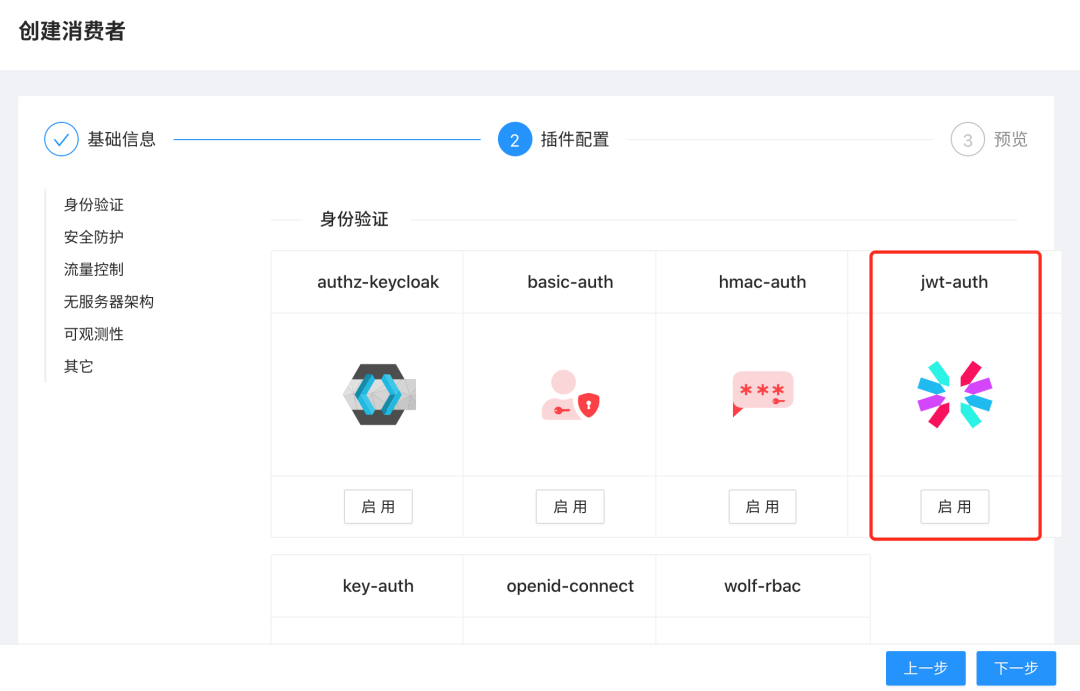 创建消费者
基础信息
2 插件配置
3 预览
身份验证
安全防护
流量控制
无服务器架构
可观测性
其它
身份验证
authz-keycloak basic-auth hmac-auth jwt-auth
***
启用 启用 启用 启用
key-auth openid-connect wolf-rbac
上一步 下一步